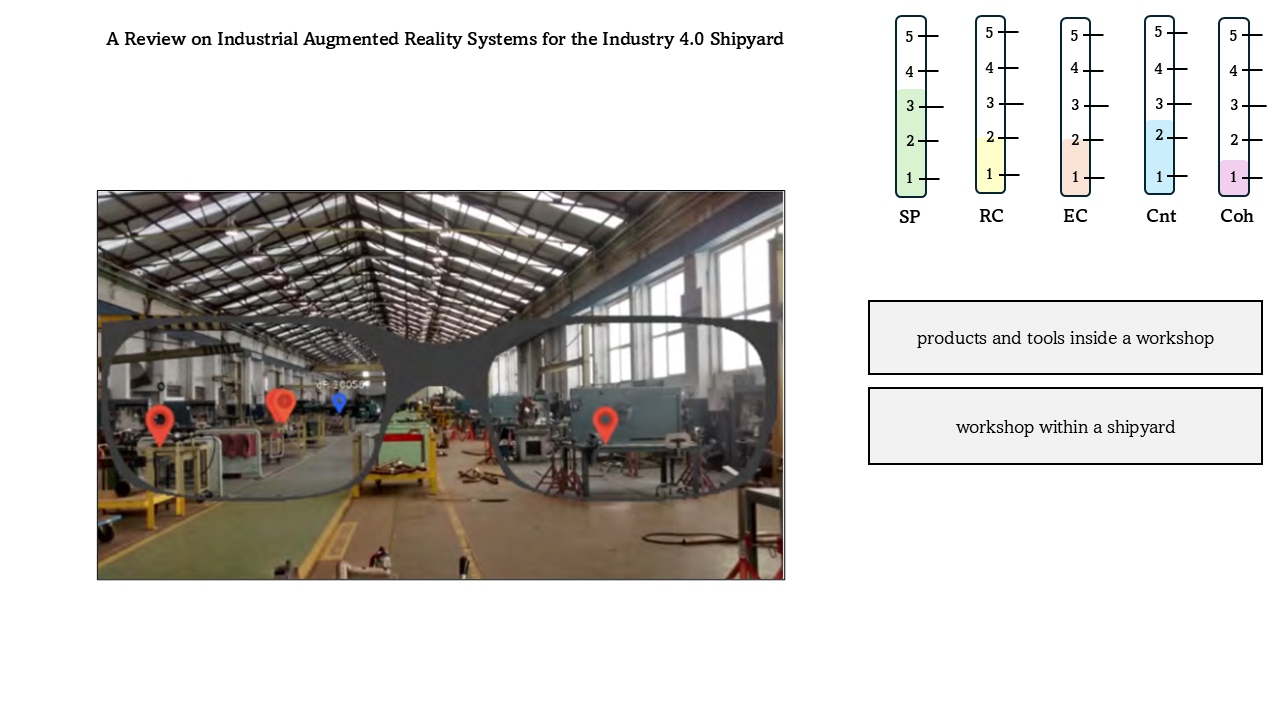 A Review on Industrial Augmented Reality Systems for the Industry 4.0 Shipyard
5 5 5 5 5
4 4 4 4 4
3 3 3 3 3
2 2 2 2 2
1 1 1 1 1
SP RC EC Cnt Coh
products and tools inside a workshop
workshop within a shipyard